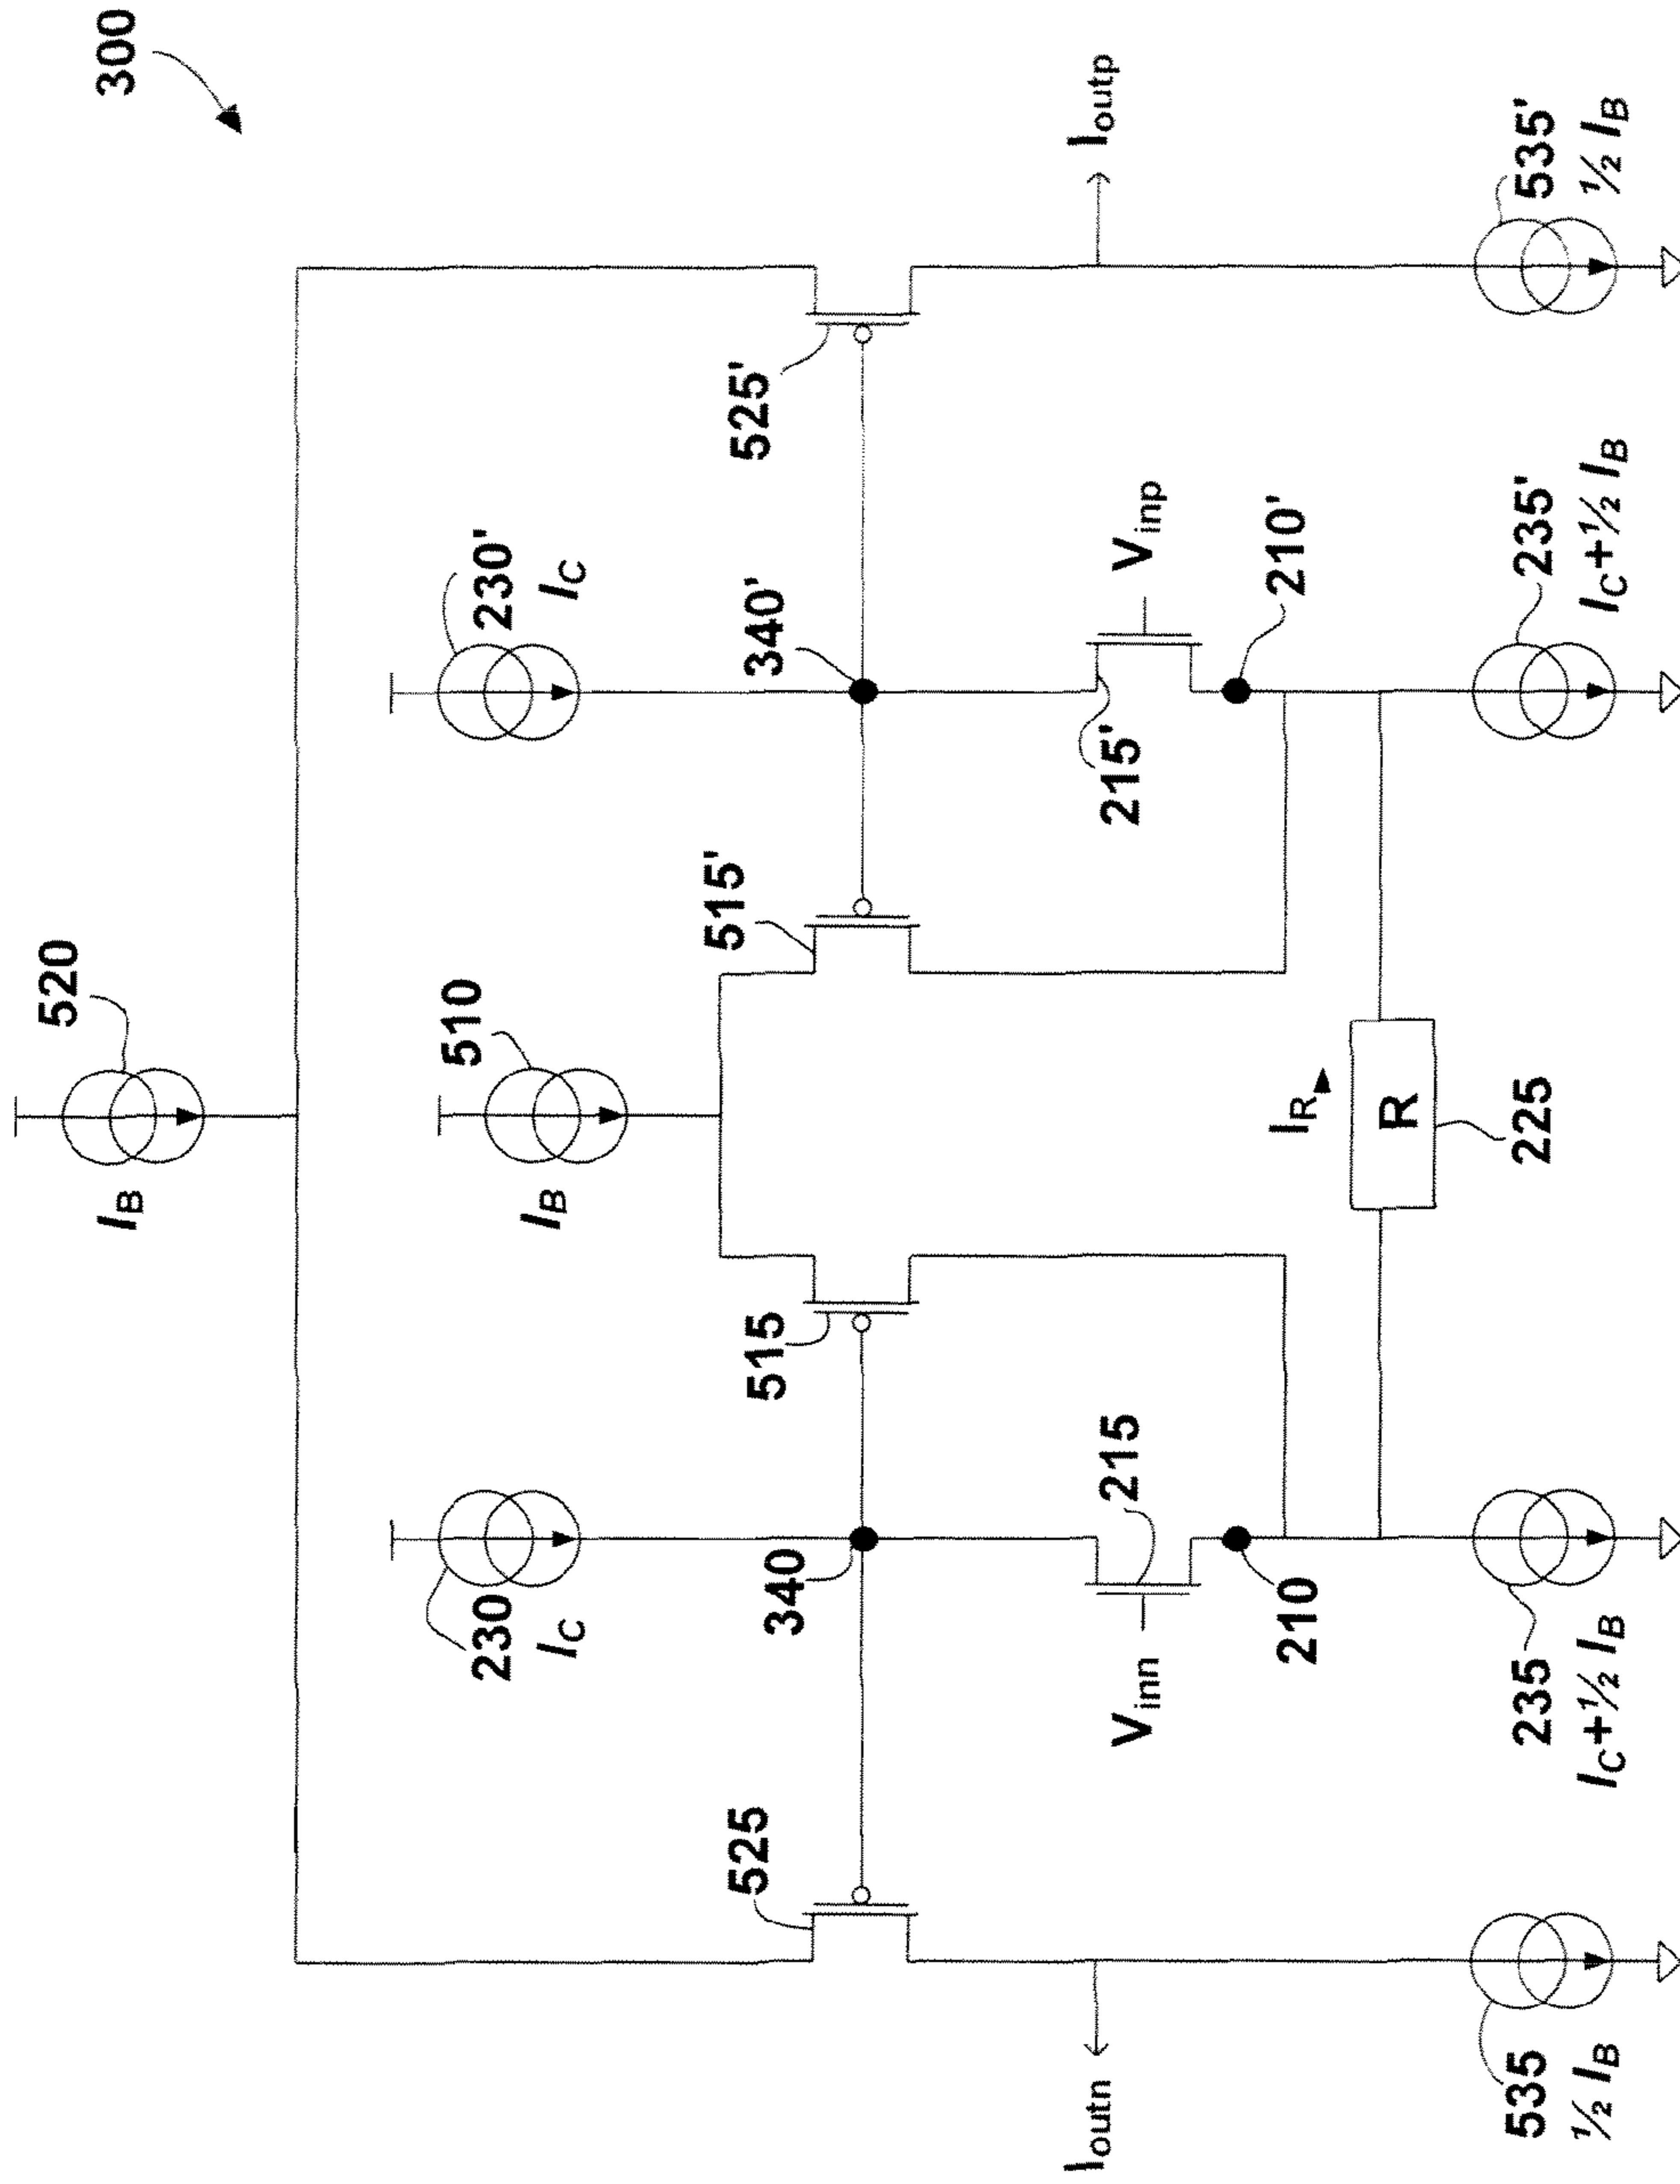 300
520
I_B
510
I_B
230
I_C
230'
I_C
525
340
515
515'
340'
525'
V_inn
215
215'
V_inp
I_outn
I_outp
210
210'
I_R
R
225
535
½ I_B
235
I_C+½ I_B
235'
I_C+½ I_B
535'
½ I_B